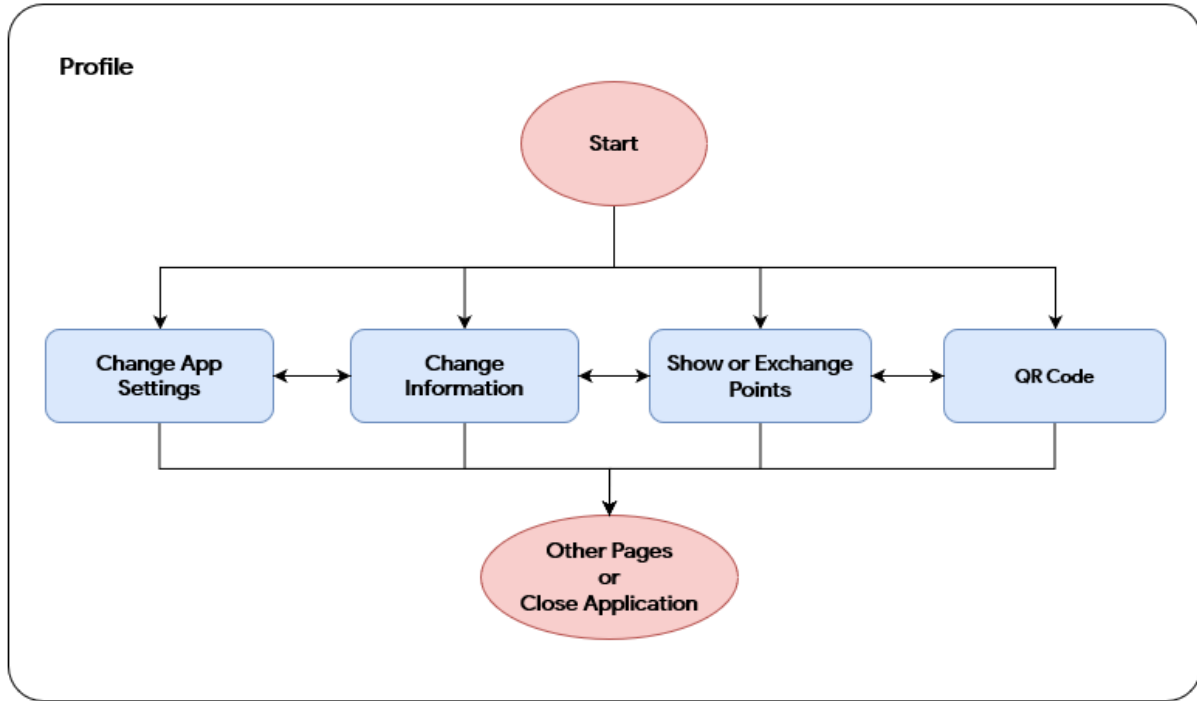 Profile
Start
Change App
Settings
Change
Information
Show or Exchange
Points
QR Code
Other Pages
or
Close Application